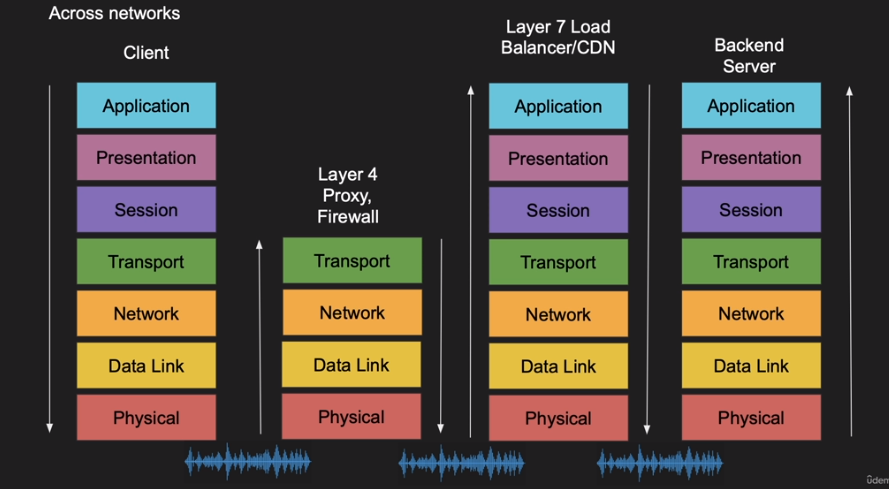 Across networks
Client
Application
Presentation
Session
Transport
Network
Data Link
Physical
Layer 4
Proxy,
Firewall
Transport
Network
Data Link
Physical
Layer 7 Load
Balancer/CDN
Application
Presentation
Session
Transport
Network
Data Link
Physical
Backend
Server
Application
Presentation
Session
Transport
Network
Data Link
Physical